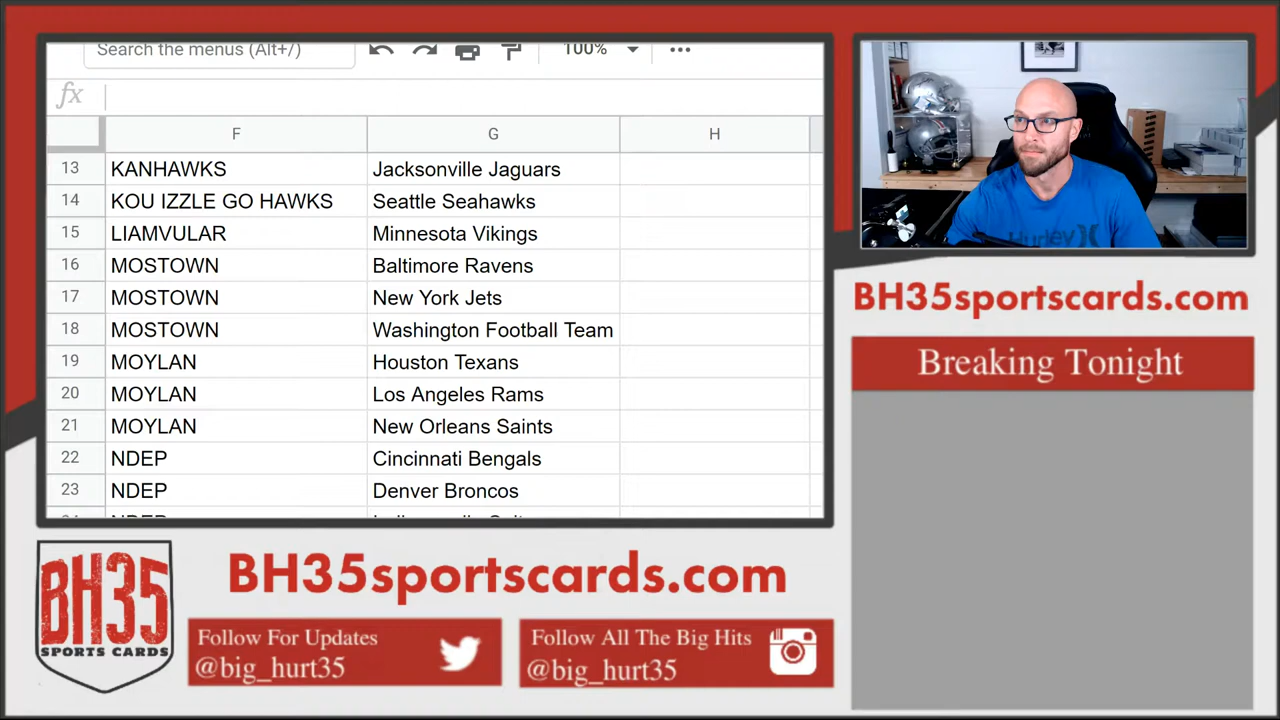 Search the menus (Alt+/)
100%
fx
F G H
13 KANHAWKS Jacksonville Jaguars
14 KOU IZZLE GO HAWKS Seattle Seahawks
15 LIAMVULAR Minnesota Vikings
16 MOSTOWN Baltimore Ravens
17 MOSTOWN New York Jets
18 MOSTOWN Washington Football Team
19 MOYLAN Houston Texans
20 MOYLAN Los Angeles Rams
21 MOYLAN New Orleans Saints
22 NDEP Cincinnati Bengals
23 NDEP Denver Broncos
Hurley
BH35sportscards.com
Breaking Tonight
BH35
SPORTS CARDS
BH35sportscards.com
Follow For Updates
@big_hurt35
Follow All The Big Hits
@big_hurt35